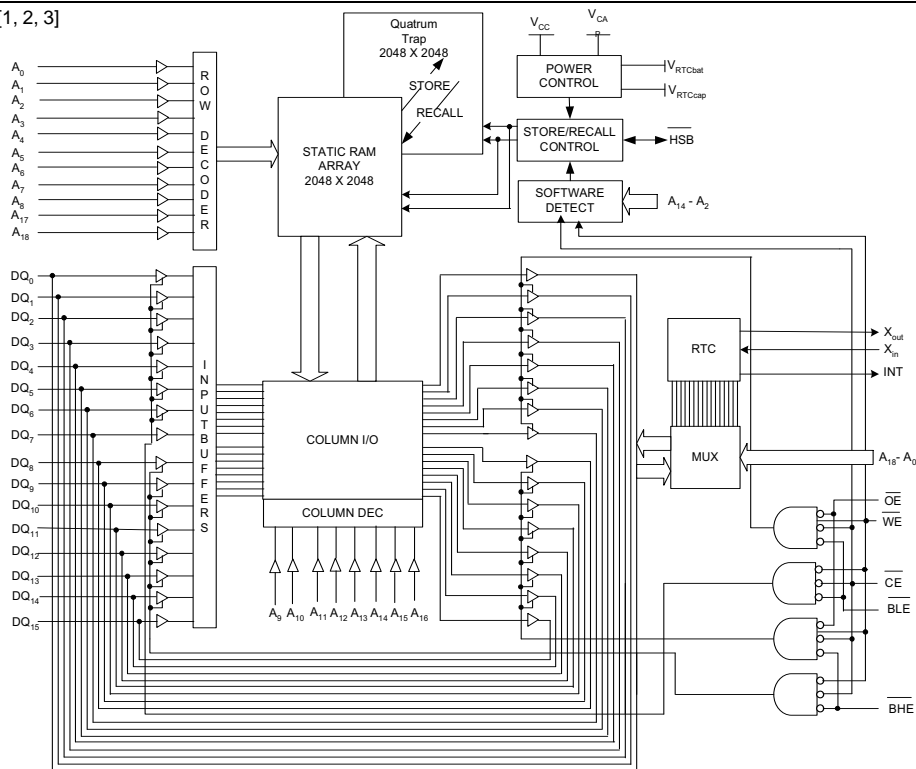 [1, 2, 3]
Quatrum
Trap
2048 X 2048
STORE
RECALL
STATIC RAM
ARRAY
2048 X 2048
ROW DECODER
A0
A1
A2
A3
A4
A5
A6
A7
A8
A17
A18
VCC
VCAP
POWER
CONTROL
VRTCbat
VRTCcap
STORE/RECALL
CONTROL
HSB
SOFTWARE
DETECT
A14 - A2
DQ0
DQ1
DQ2
DQ3
DQ4
DQ5
DQ6
DQ7
DQ8
DQ9
DQ10
DQ11
DQ12
DQ13
DQ14
DQ15
INPUTBUFFERS
COLUMN I/O
COLUMN DEC
A9
A10
A11
A12
A13
A14
A15
A16
RTC
Xout
Xin
INT
MUX
A18- A0
OE
WE
CE
BLE
BHE